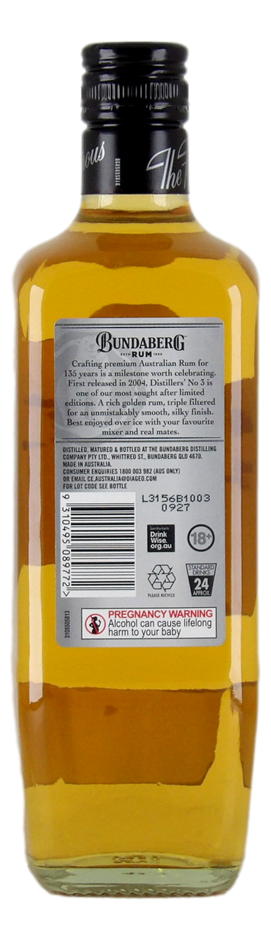 ous The
BUNDABERG
RUM
Crafting premium Australian Rum for
135 years is a milestone worth celebrating.
First released in 2004, Distillers' No 3 is
one of our most sought after limited
editions. A rich golden rum, triple filtered
for an unmistakably smooth, silky finish.
Best enjoyed over ice with your favourite
mixer and real mates.
DISTILLED, MATURED & BOTTLED AT THE BUNDABERG DISTILLING
COMPANY PTY LTD., WHITTRED ST, BUNDABERG QLD 4670.
MADE IN AUSTRALIA.
CONSUMER ENQUIRIES 1800 003 982 (AUS ONLY)
OR EMAIL CE.AUSTRALIA@DIAGEO.COM
FOR LOT CODE SEE BOTTLE
L3156B1003
0927
9 310495 089772 >
DRINK
WISE.
org.au
18+
PLEASE RECYCLE
STANDARD
DRINKS
24
APPROX.
PREGNANCY WARNING
Alcohol can cause lifelong
harm to your baby